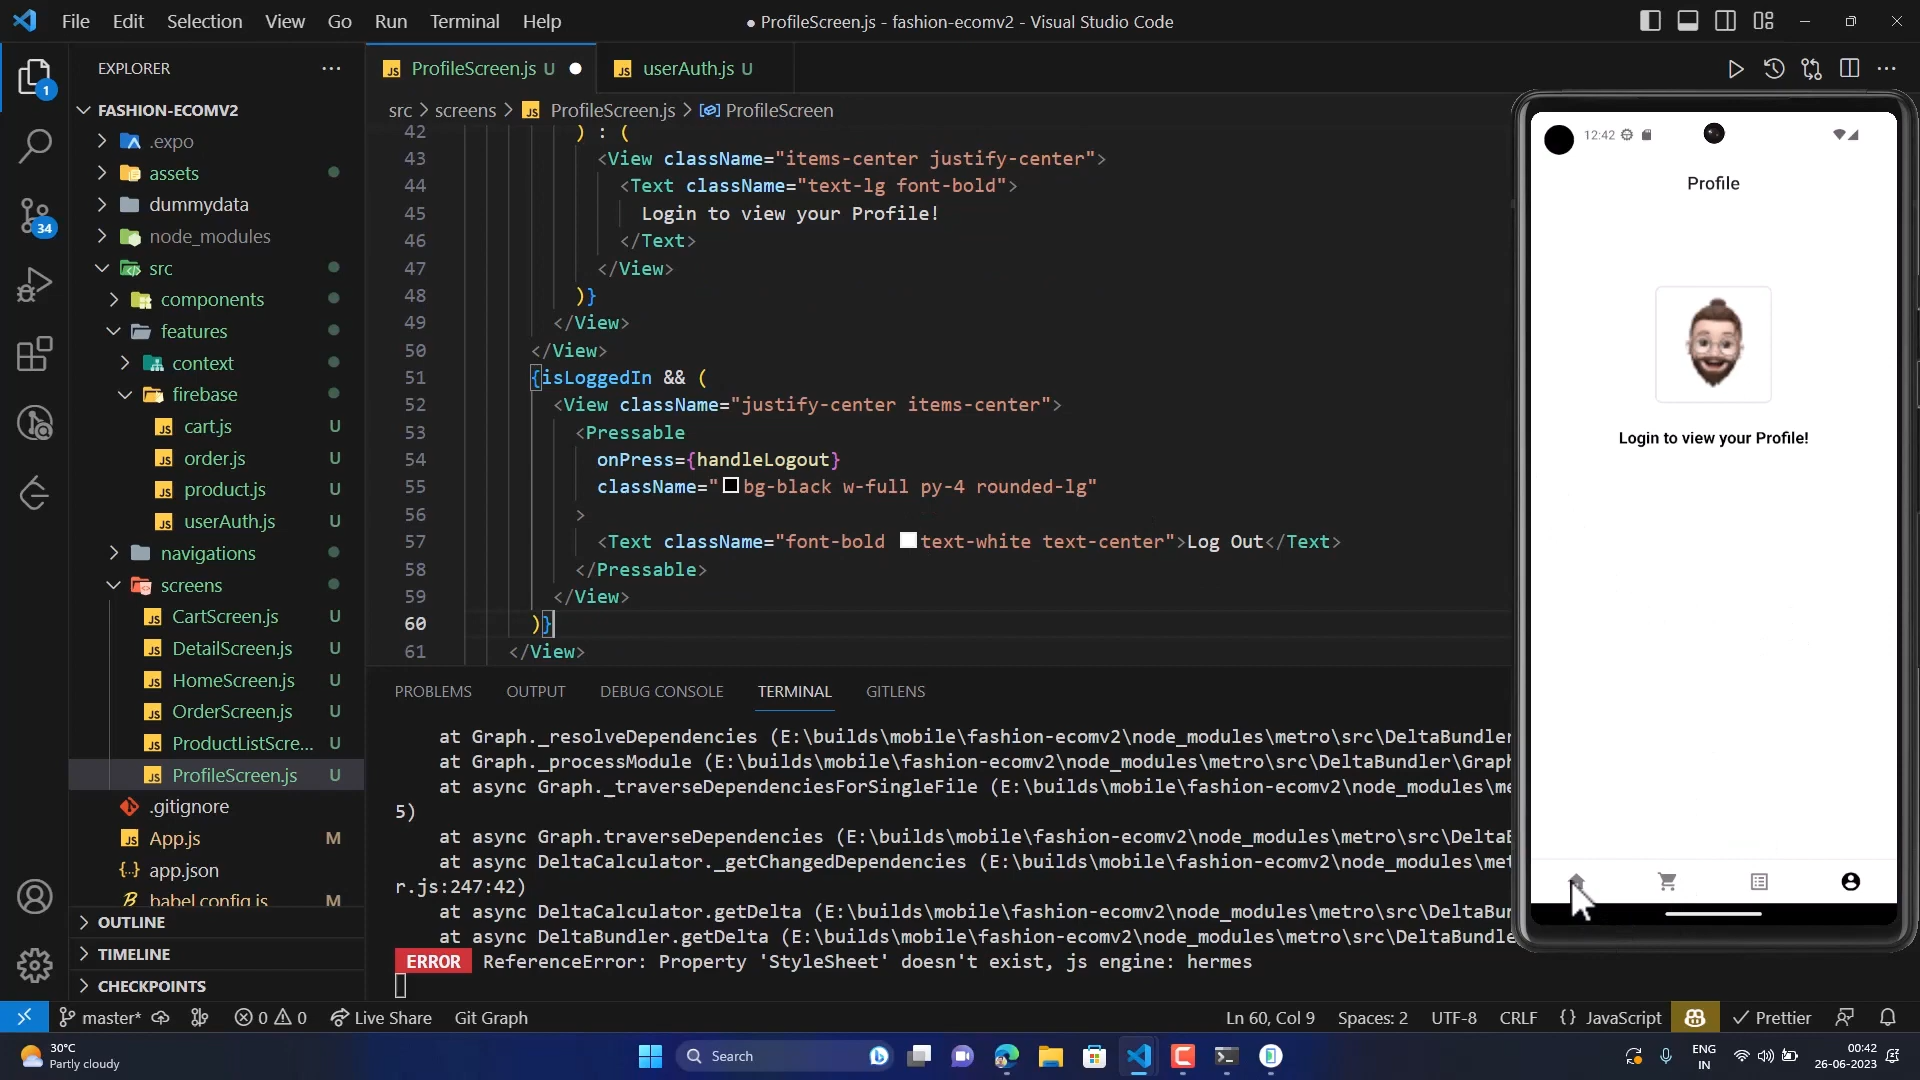 File Edit Selection View Go Run Terminal Help
● ProfileScreen.js - fashion-ecomv2 - Visual Studio Code
EXPLORER
ProfileScreen.js U
userAuth.js U
FASHION-ECOMV2
src > screens > ProfileScreen.js > ProfileScreen
.expo
assets
dummydata
node_modules
src
components
features
context
firebase
cart.js U
order.js U
product.js U
userAuth.js U
navigations
screens
CartScreen.js U
DetailScreen.js U
HomeScreen.js U
OrderScreen.js U
ProductListScre... U
ProfileScreen.js U
.gitignore
App.js M
app.json
babel.config.js M
OUTLINE
TIMELINE
CHECKPOINTS
1
34
42 ) : (
43 <View className="items-center justify-center">
44 <Text className="text-lg font-bold">
45 Login to view your Profile!
46 </Text>
47 </View>
48 )}
49 </View>
50 </View>
51 {isLoggedIn && (
52 <View className="justify-center items-center">
53 <Pressable
54 onPress={handleLogout}
55 className="bg-black w-full py-4 rounded-lg"
56 >
57 <Text className="font-bold text-white text-center">Log Out</Text>
58 </Pressable>
59 </View>
60 )}
61 </View>
PROBLEMS OUTPUT DEBUG CONSOLE TERMINAL GITLENS
at Graph._resolveDependencies (E:\builds\mobile\fashion-ecomv2\node_modules\metro\src\DeltaBundler
at Graph._processModule (E:\builds\mobile\fashion-ecomv2\node_modules\metro\src\DeltaBundler\Grap
at async Graph._traverseDependenciesForSingleFile (E:\builds\mobile\fashion-ecomv2\node_modules\me
5)
at async Graph.traverseDependencies (E:\builds\mobile\fashion-ecomv2\node_modules\metro\src\DeltaB
at async DeltaCalculator._getChangedDependencies (E:\builds\mobile\fashion-ecomv2\node_modules\met
r.js:247:42)
at async DeltaCalculator.getDelta (E:\builds\mobile\fashion-ecomv2\node_modules\metro\src\DeltaBun
at async DeltaBundler.getDelta (E:\builds\mobile\fashion-ecomv2\node_modules\metro\src\DeltaBundle
ERROR ReferenceError: Property 'StyleSheet' doesn't exist, js engine: hermes
12:42
Profile
Login to view your Profile!
master* 0 0 Live Share Git Graph
Ln 60, Col 9 Spaces: 2 UTF-8 CRLF {} JavaScript Prettier
30°C
Partly cloudy
Search
ENG
IN
00:42
26-06-2023